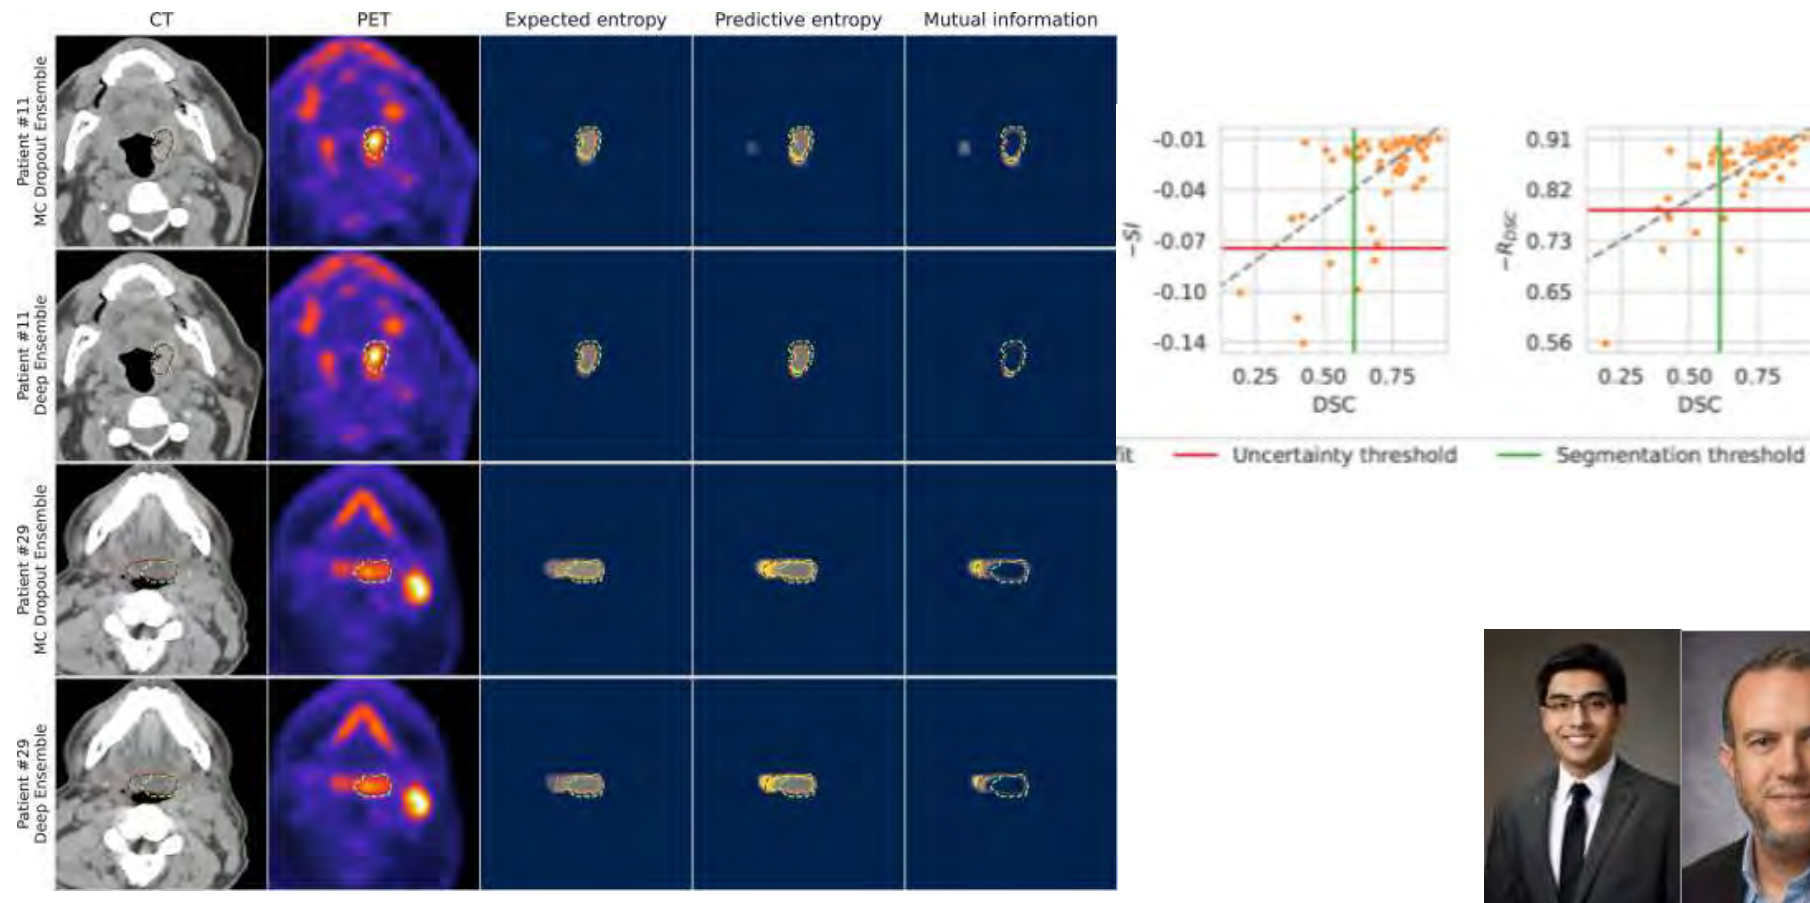 CT PET Expected entropy Predictive entropy Mutual information
Patient #11
MC Dropout Ensemble
Patient #11
Deep Ensemble
Patient #29
MC Dropout Ensemble
Patient #29
Deep Ensemble
-SI
-0.01
-0.04
-0.07
-0.10
-0.14
0.25 0.50 0.75
DSC
-R_DSC
0.91
0.82
0.73
0.65
0.56
0.25 0.50 0.75
DSC
fit Uncertainty threshold Segmentation threshold